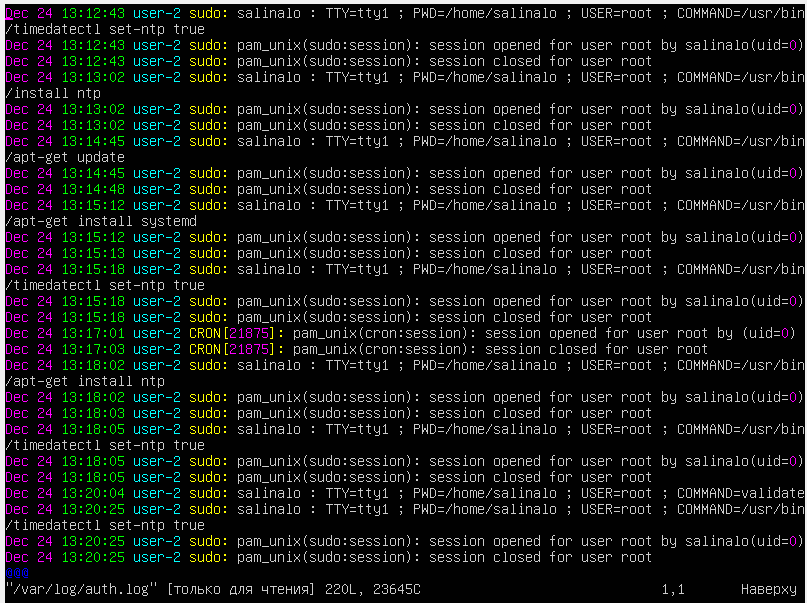 Dec 24 13:12:43 user-2 sudo: salinalo : TTY=tty1 ; PWD=/home/salinalo ; USER=root ; COMMAND=/usr/bin
/timedatectl set-ntp true
Dec 24 13:12:43 user-2 sudo: pam_unix(sudo:session): session opened for user root by salinalo(uid=0)
Dec 24 13:12:43 user-2 sudo: pam_unix(sudo:session): session closed for user root
Dec 24 13:13:02 user-2 sudo: salinalo : TTY=tty1 ; PWD=/home/salinalo ; USER=root ; COMMAND=/usr/bin
/install ntp
Dec 24 13:13:02 user-2 sudo: pam_unix(sudo:session): session opened for user root by salinalo(uid=0)
Dec 24 13:13:02 user-2 sudo: pam_unix(sudo:session): session closed for user root
Dec 24 13:14:45 user-2 sudo: salinalo : TTY=tty1 ; PWD=/home/salinalo ; USER=root ; COMMAND=/usr/bin
/apt-get update
Dec 24 13:14:45 user-2 sudo: pam_unix(sudo:session): session opened for user root by salinalo(uid=0)
Dec 24 13:14:48 user-2 sudo: pam_unix(sudo:session): session closed for user root
Dec 24 13:15:12 user-2 sudo: salinalo : TTY=tty1 ; PWD=/home/salinalo ; USER=root ; COMMAND=/usr/bin
/apt-get install systemd
Dec 24 13:15:12 user-2 sudo: pam_unix(sudo:session): session opened for user root by salinalo(uid=0)
Dec 24 13:15:13 user-2 sudo: pam_unix(sudo:session): session closed for user root
Dec 24 13:15:18 user-2 sudo: salinalo : TTY=tty1 ; PWD=/home/salinalo ; USER=root ; COMMAND=/usr/bin
/timedatectl set-ntp true
Dec 24 13:15:18 user-2 sudo: pam_unix(sudo:session): session opened for user root by salinalo(uid=0)
Dec 24 13:15:18 user-2 sudo: pam_unix(sudo:session): session closed for user root
Dec 24 13:17:01 user-2 CRON[21875]: pam_unix(cron:session): session opened for user root by (uid=0)
Dec 24 13:17:03 user-2 CRON[21875]: pam_unix(cron:session): session closed for user root
Dec 24 13:18:02 user-2 sudo: salinalo : TTY=tty1 ; PWD=/home/salinalo ; USER=root ; COMMAND=/usr/bin
/apt-get install ntp
Dec 24 13:18:02 user-2 sudo: pam_unix(sudo:session): session opened for user root by salinalo(uid=0)
Dec 24 13:18:03 user-2 sudo: pam_unix(sudo:session): session closed for user root
Dec 24 13:18:05 user-2 sudo: salinalo : TTY=tty1 ; PWD=/home/salinalo ; USER=root ; COMMAND=/usr/bin
/timedatectl set-ntp true
Dec 24 13:18:05 user-2 sudo: pam_unix(sudo:session): session opened for user root by salinalo(uid=0)
Dec 24 13:18:05 user-2 sudo: pam_unix(sudo:session): session closed for user root
Dec 24 13:20:04 user-2 sudo: salinalo : TTY=tty1 ; PWD=/home/salinalo ; USER=root ; COMMAND=validate
Dec 24 13:20:25 user-2 sudo: salinalo : TTY=tty1 ; PWD=/home/salinalo ; USER=root ; COMMAND=/usr/bin
/timedatectl set-ntp true
Dec 24 13:20:25 user-2 sudo: pam_unix(sudo:session): session opened for user root by salinalo(uid=0)
Dec 24 13:20:25 user-2 sudo: pam_unix(sudo:session): session closed for user root
@@@
"/var/log/auth.log" [только для чтения] 220L, 23645C 1,1 Наверху